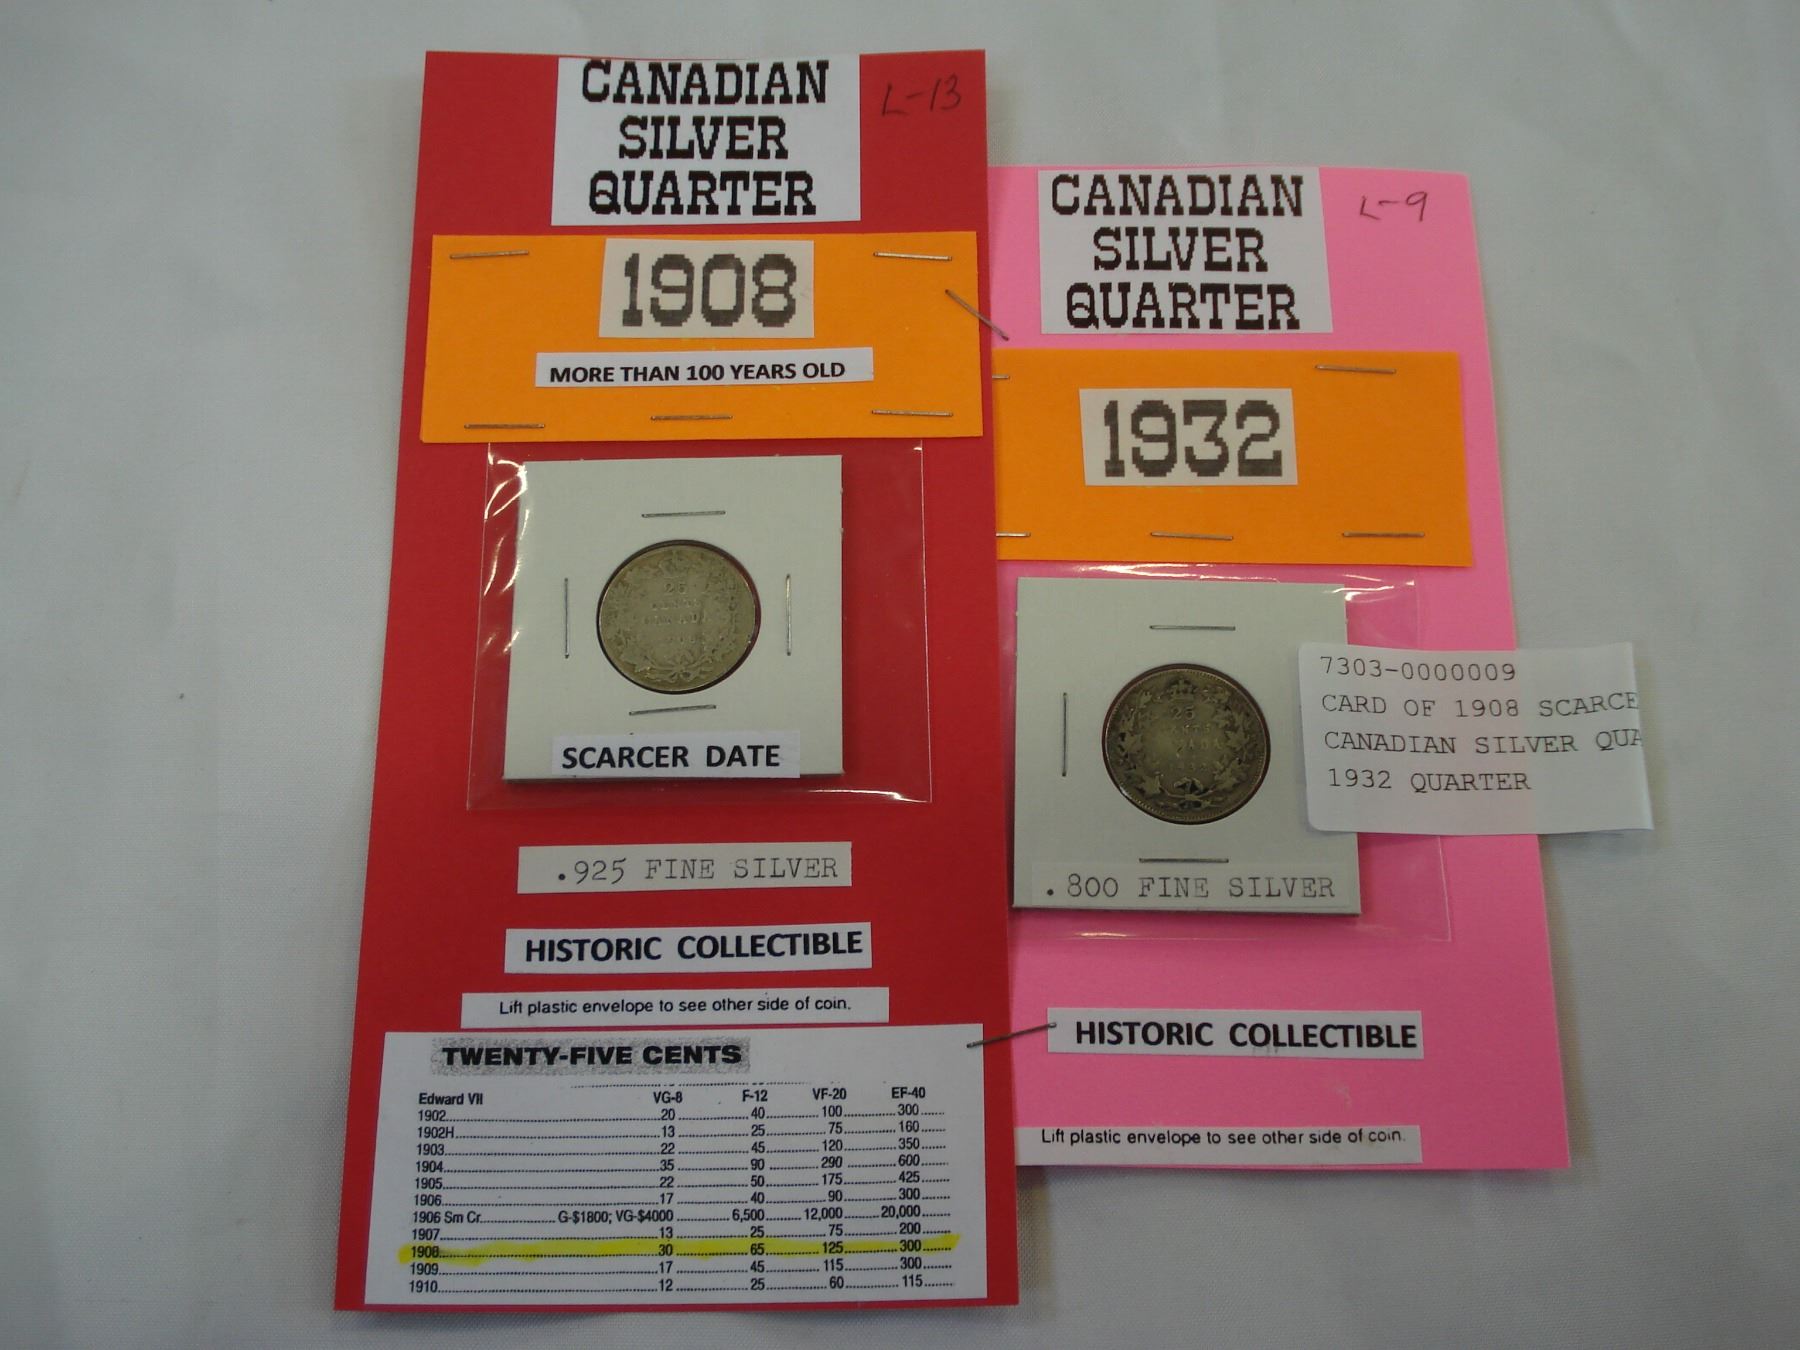 CANADIAN
SILVER
QUARTER
L-13
1908
MORE THAN 100 YEARS OLD
25
CENTS
CANADA
1908
SCARCER DATE
.925 FINE SILVER
HISTORIC COLLECTIBLE
Lift plastic envelope to see other side of coin.
TWENTY-FIVE CENTS
Edward VII VG-8 F-12 VF-20 EF-40
1902 20 40 100 300
1902H 13 25 75 160
1903 22 45 120 350
1904 35 90 290 600
1905 22 50 175 425
1906 17 40 90 300
1906 Sm Cr. G-$1800; VG-$4000 6,500 12,000 20,000
1907 13 25 75 200
1908 30 65 125 300
1909 17 45 115 300
1910 12 25 60 115
CANADIAN
SILVER
QUARTER
L-9
1932
25
CENTS
7303-0000009
CARD OF 1908 SCARCE
CANADIAN SILVER QUA
1932 QUARTER
.800 FINE SILVER
HISTORIC COLLECTIBLE
Lift plastic envelope to see other side of coin.